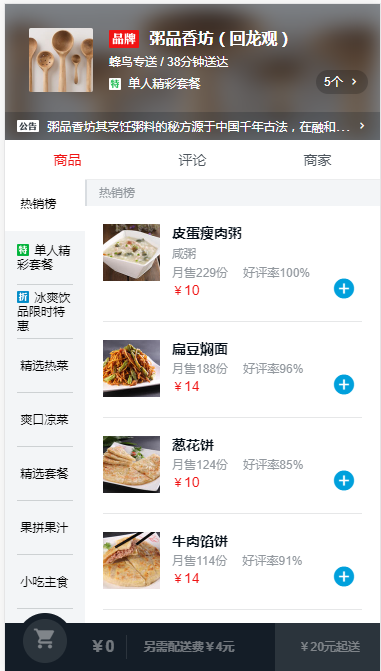 品牌 粥品香坊（回龙观）
蜂鸟专送 / 38分钟送达
特 单人精彩套餐
5个 >
公告 粥品香坊其烹饪粥料的秘方源于中国千年古法，在融和... >
商品 评论 商家
热销榜
特 单人精
彩套餐
折 冰爽饮
品限时特
惠
精选热菜
爽口凉菜
精选套餐
果拼果汁
小吃主食
热销榜
皮蛋瘦肉粥
咸粥
月售229份 好评率100%
￥10
扁豆焖面
月售188份 好评率96%
￥14
葱花饼
月售124份 好评率85%
￥10
牛肉馅饼
月售114份 好评率91%
￥14
￥0 另需配送费￥4元 ￥20元起送